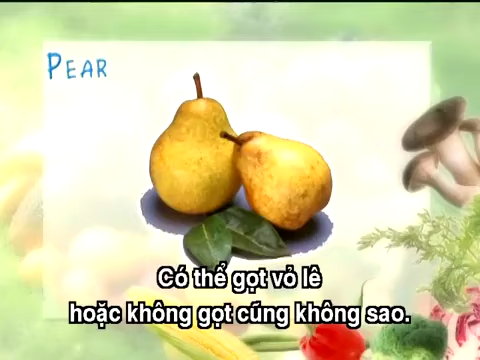 PEAR
Có thể gọt vỏ lê
hoặc không gọt cũng không sao.